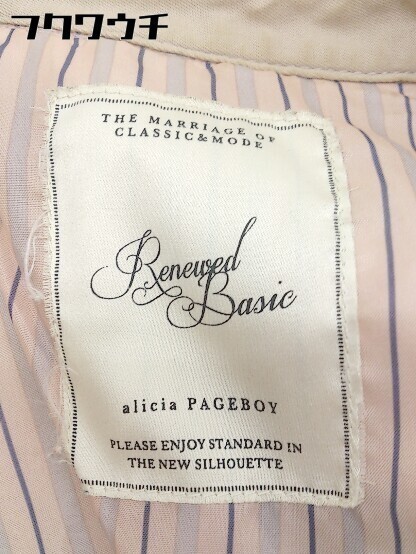 フクワウチ
THE MARRIAGE OF
CLASSIC&MODE
Renewed
Basic
alicia PAGEBOY
PLEASE ENJOY STANDARD IN
THE NEW SILHOUETTE